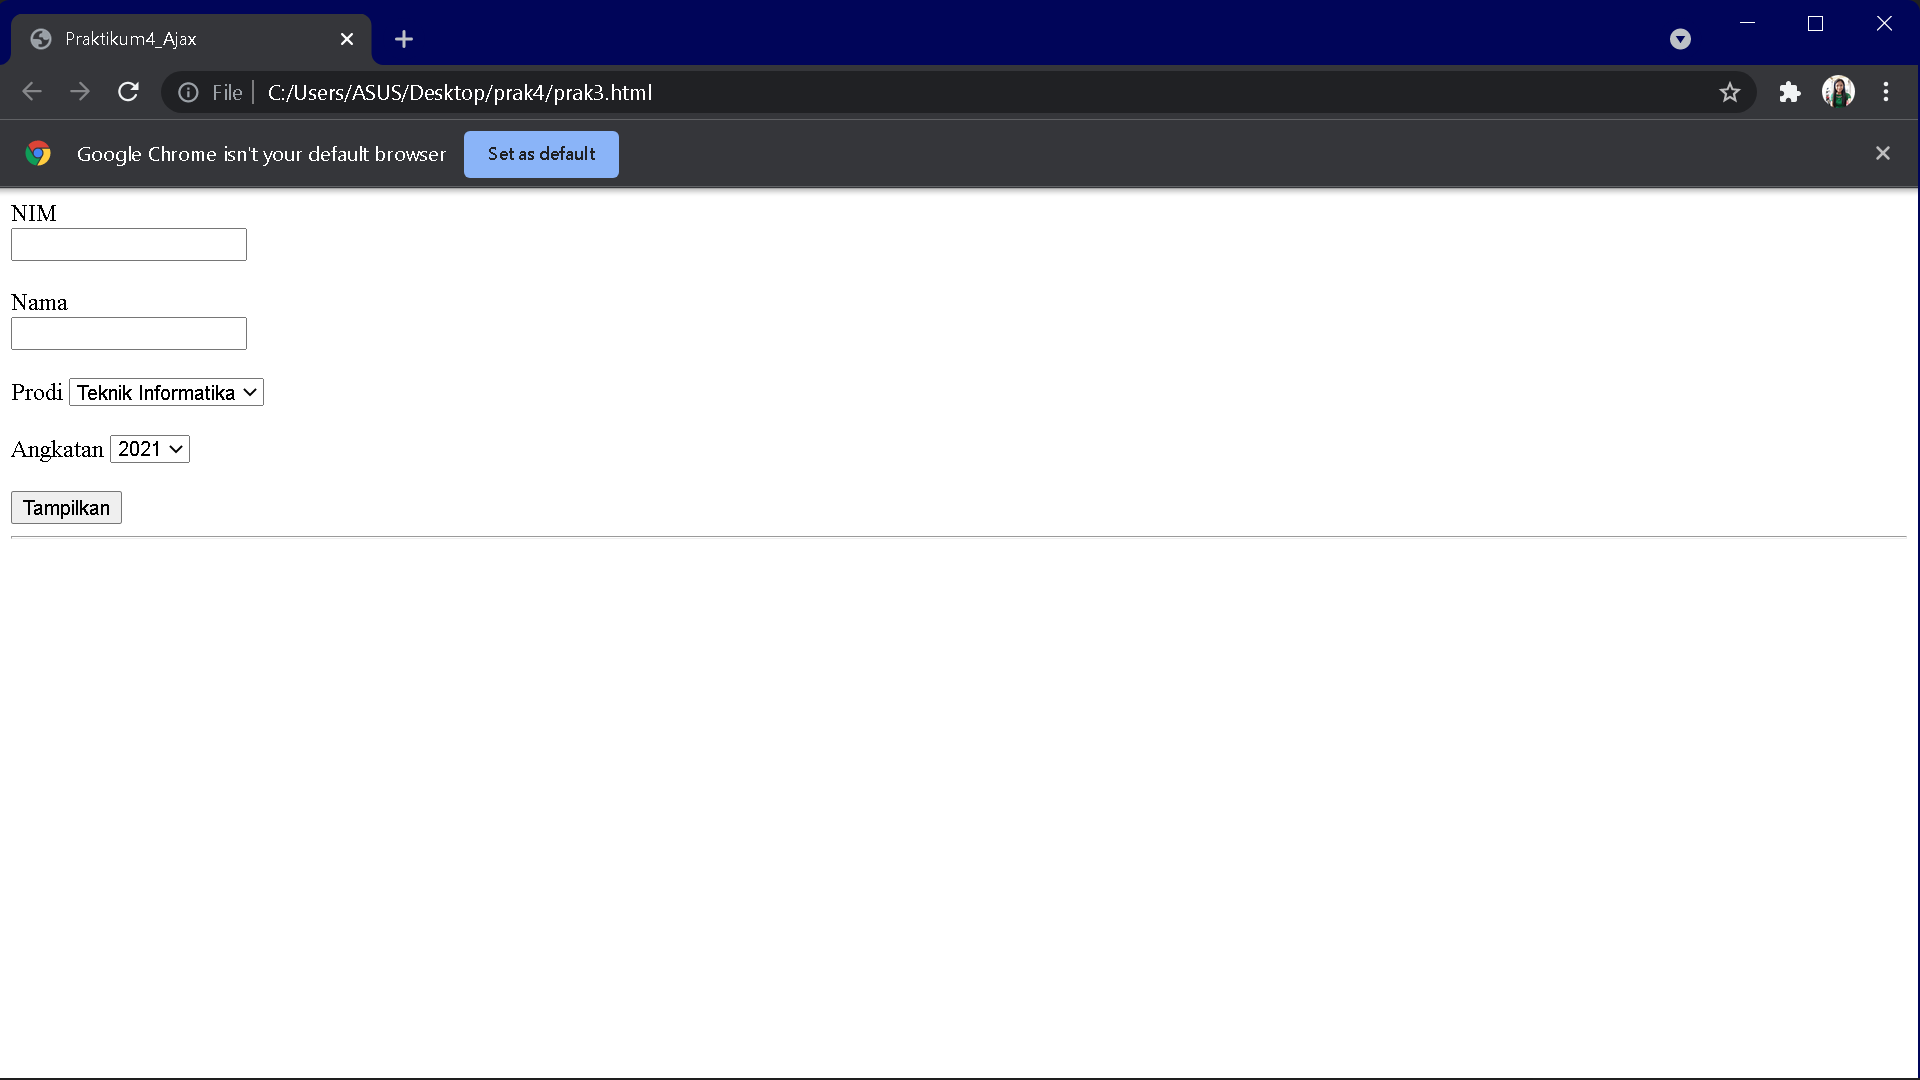 Praktikum4_Ajax
File C:/Users/ASUS/Desktop/prak4/prak3.html
Google Chrome isn't your default browser Set as default
NIM
Nama
Prodi Teknik Informatika
Angkatan 2021
Tampilkan